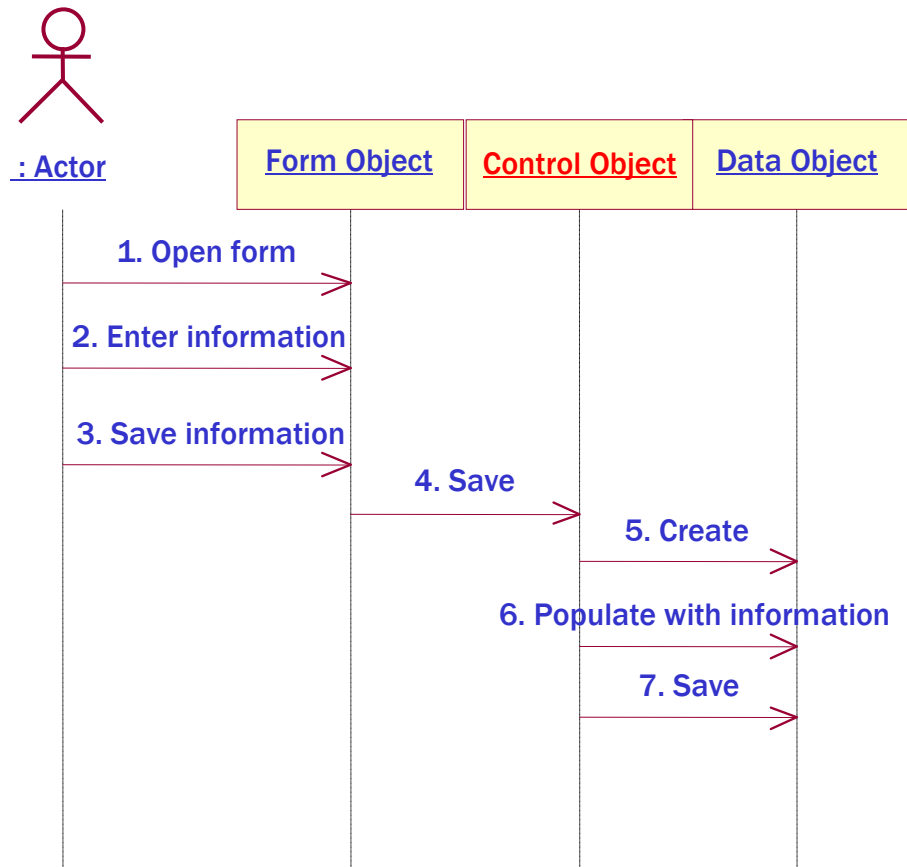 : Actor
Form Object
Control Object
Data Object
1. Open form
2. Enter information
3. Save information
4. Save
5. Create
6. Populate with information
7. Save